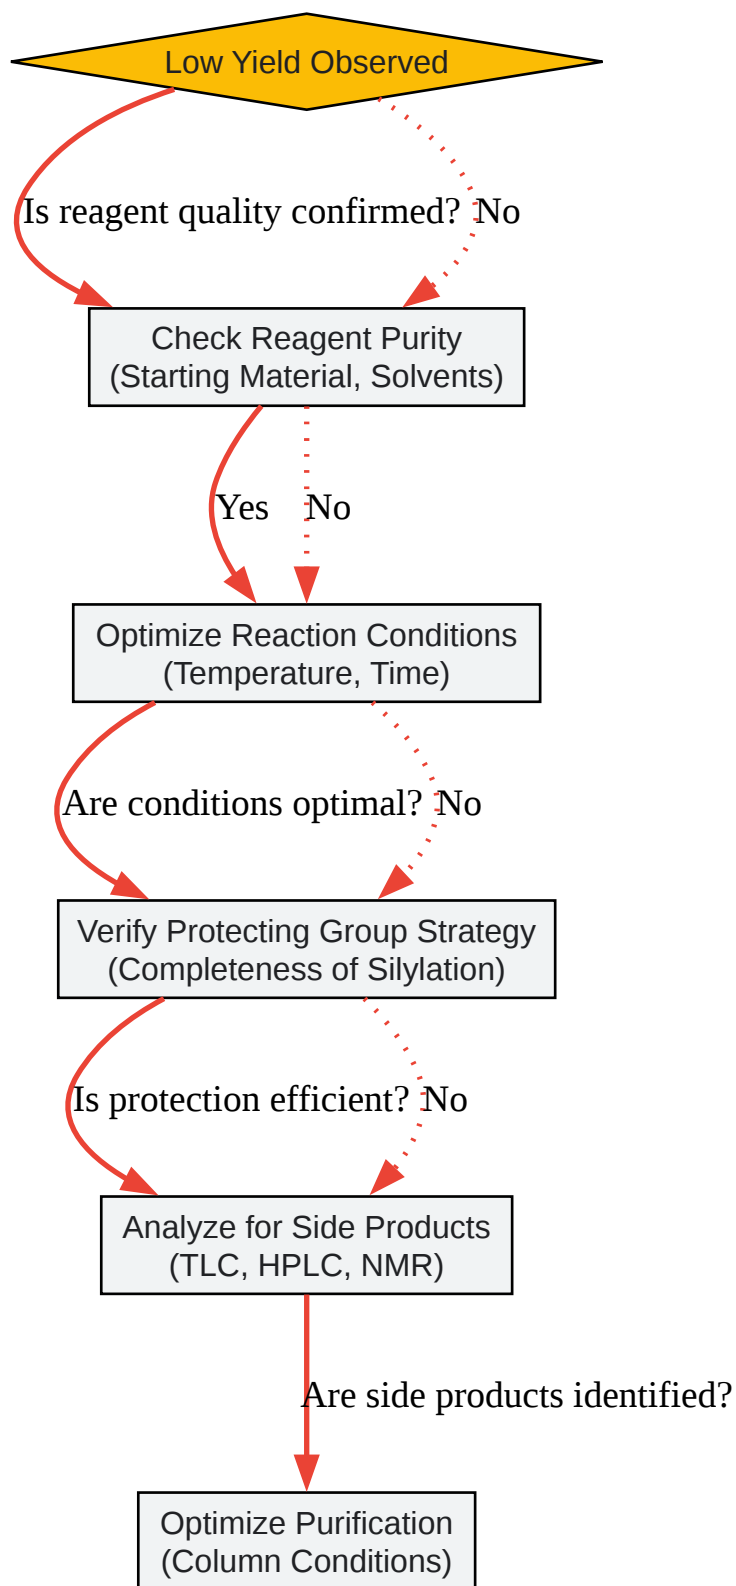 Low Yield Observed
Is reagent quality confirmed?
No
Check Reagent Purity
(Starting Material, Solvents)
Yes
No
Optimize Reaction Conditions
(Temperature, Time)
Are conditions optimal?
No
Verify Protecting Group Strategy
(Completeness of Silylation)
Is protection efficient?
No
Analyze for Side Products
(TLC, HPLC, NMR)
Are side products identified?
Optimize Purification
(Column Conditions)